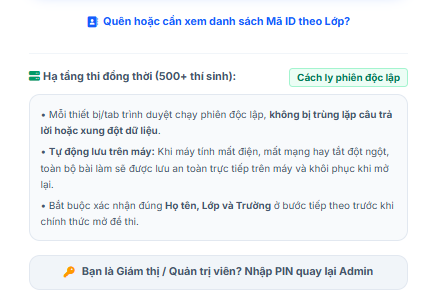 Quên hoặc cần xem danh sách Mã ID theo Lớp?
Hạ tầng thi đồng thời (500+ thí sinh):
Cách ly phiên độc lập
• Mỗi thiết bị/tab trình duyệt chạy phiên độc lập, không bị trùng lặp câu trả
lời hoặc xung đột dữ liệu.
• Tự động lưu trên máy: Khi máy tính mất điện, mất mạng hay tắt đột ngột,
toàn bộ bài làm sẽ được lưu an toàn trực tiếp trên máy và khôi phục khi mở
lại.
• Bắt buộc xác nhận đúng Họ tên, Lớp và Trường ở bước tiếp theo trước khi
chính thức mở đề thi.
Bạn là Giám thị / Quản trị viên? Nhập PIN quay lại Admin